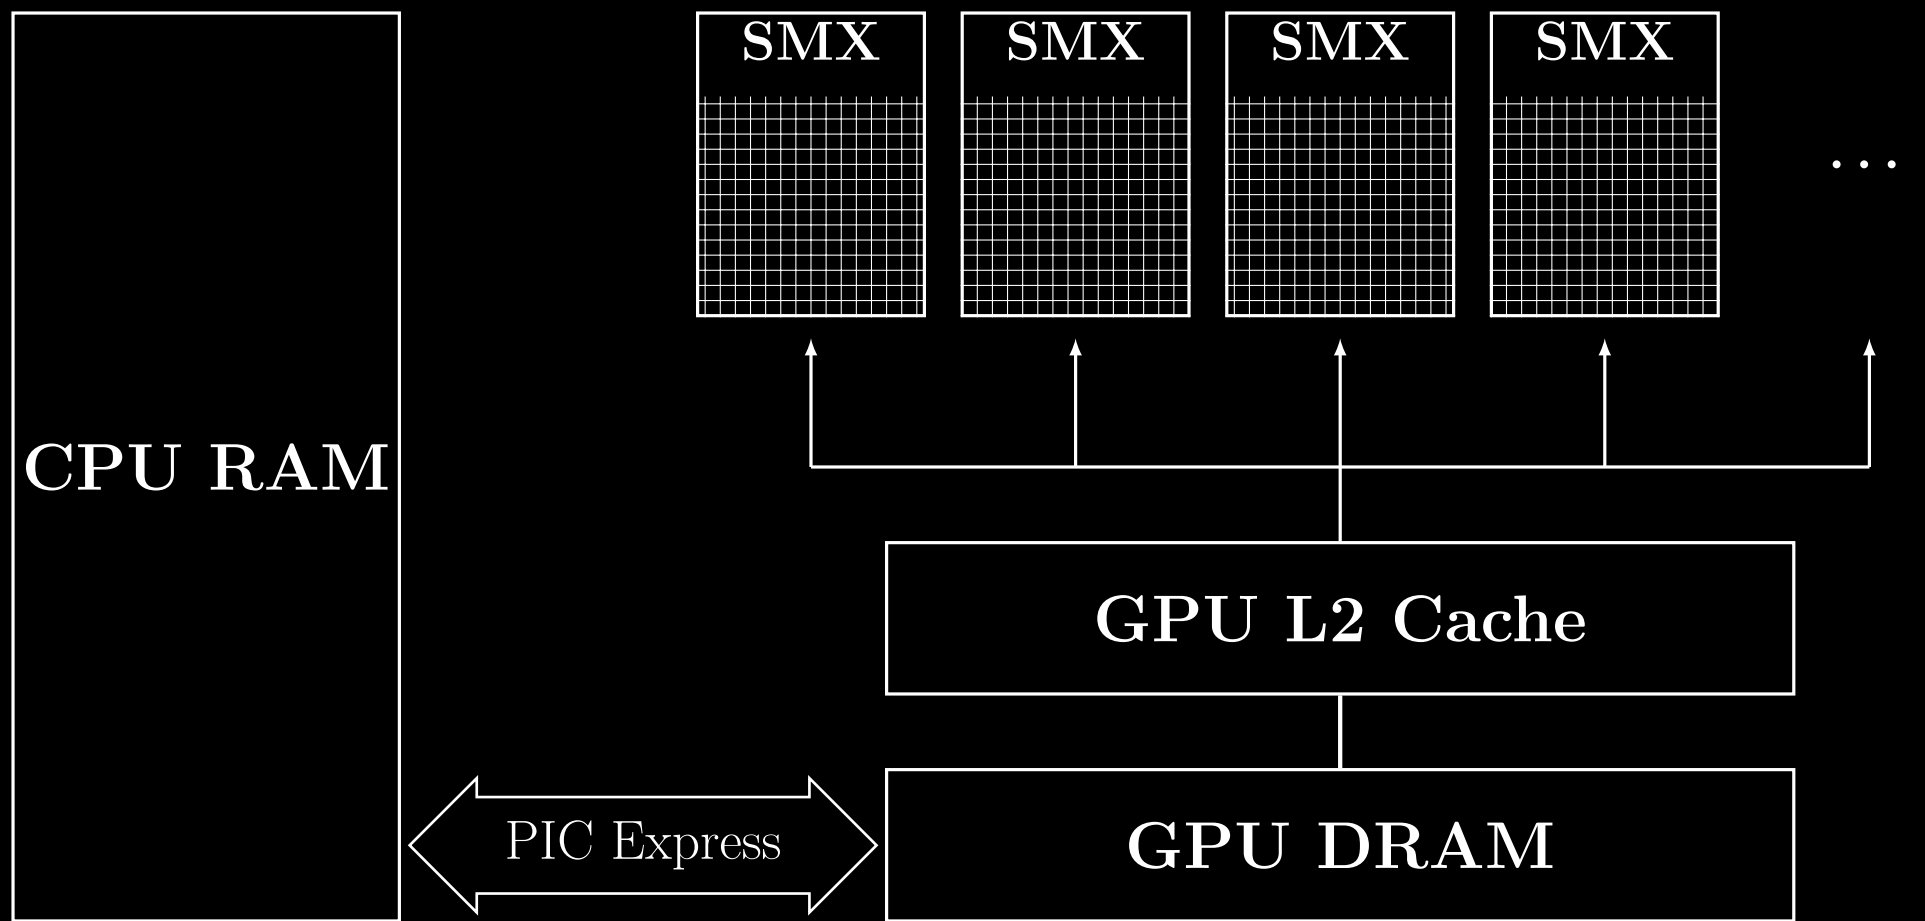 SMX SMX SMX SMX
...
CPU RAM
GPU L2 Cache
PIC Express
GPU DRAM